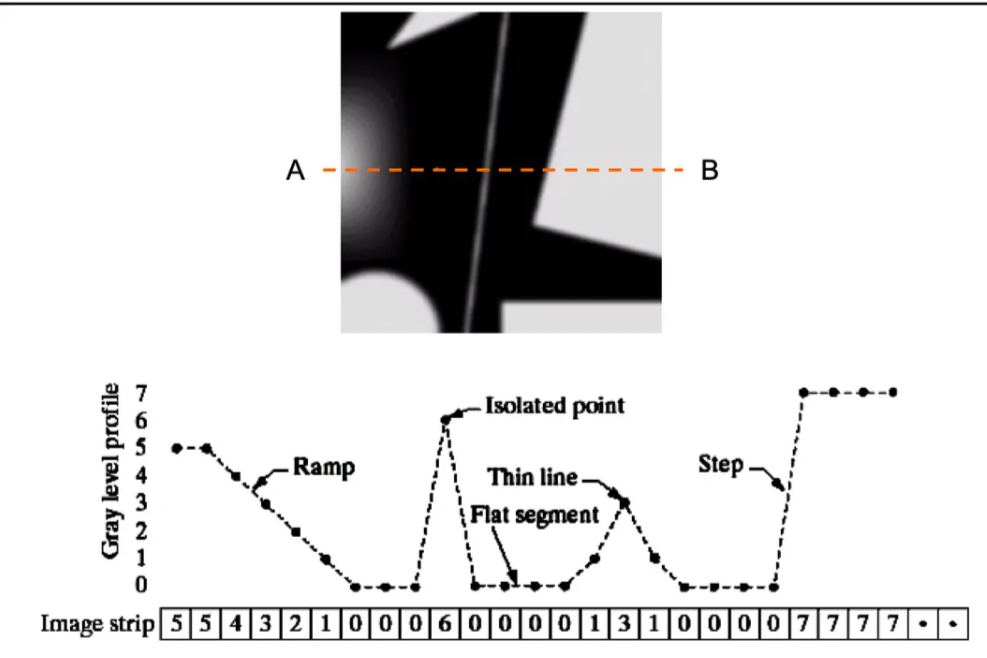 A B
Gray level profile
7
6
5
4
3
2
1
0
Isolated point
Ramp
Thin line
Flat segment
Step
Image strip 5 5 4 3 2 1 0 0 0 6 0 0 0 0 1 3 1 0 0 0 0 7 7 7 7 • •